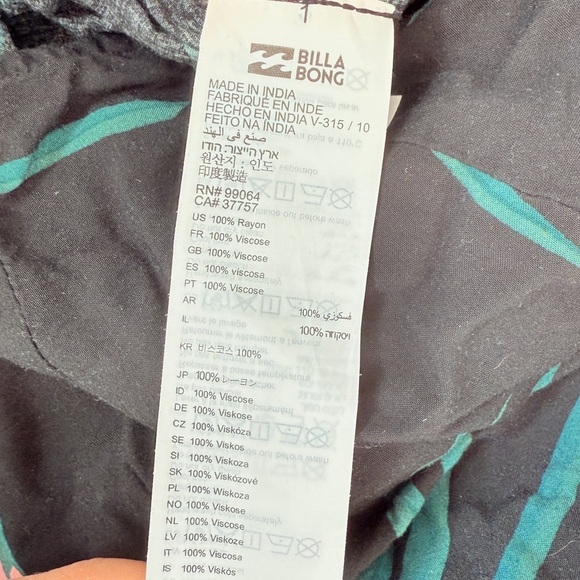 1
BILLA
BONG
MADE IN INDIA
FABRIQUÉ EN INDE
HECHO EN INDIA V-315 / 10
FEITO NA INDIA
صنع في الهند
ארץ הייצור: הודו
원산지 : 인도
印度製造
RN# 99064
CA# 37757
US 100% Rayon
FR 100% Viscose
GB 100% Viscose
ES 100% viscosa
PT 100% Viscose
AR 100% فسكوزي
IL 100% ויסקוזה
KR 비스코스 100%
JP 100% レーヨン
ID 100% Viscose
DE 100% Viskose
CZ 100% Viskóza
SE 100% Viskos
SI 100% Viskoza
SK 100% Viskózové
PL 100% Wiskoza
NO 100% Viskose
NL 100% Viscose
LV 100% Viskoze
IT 100% Viscosa
IS 100% Viskós